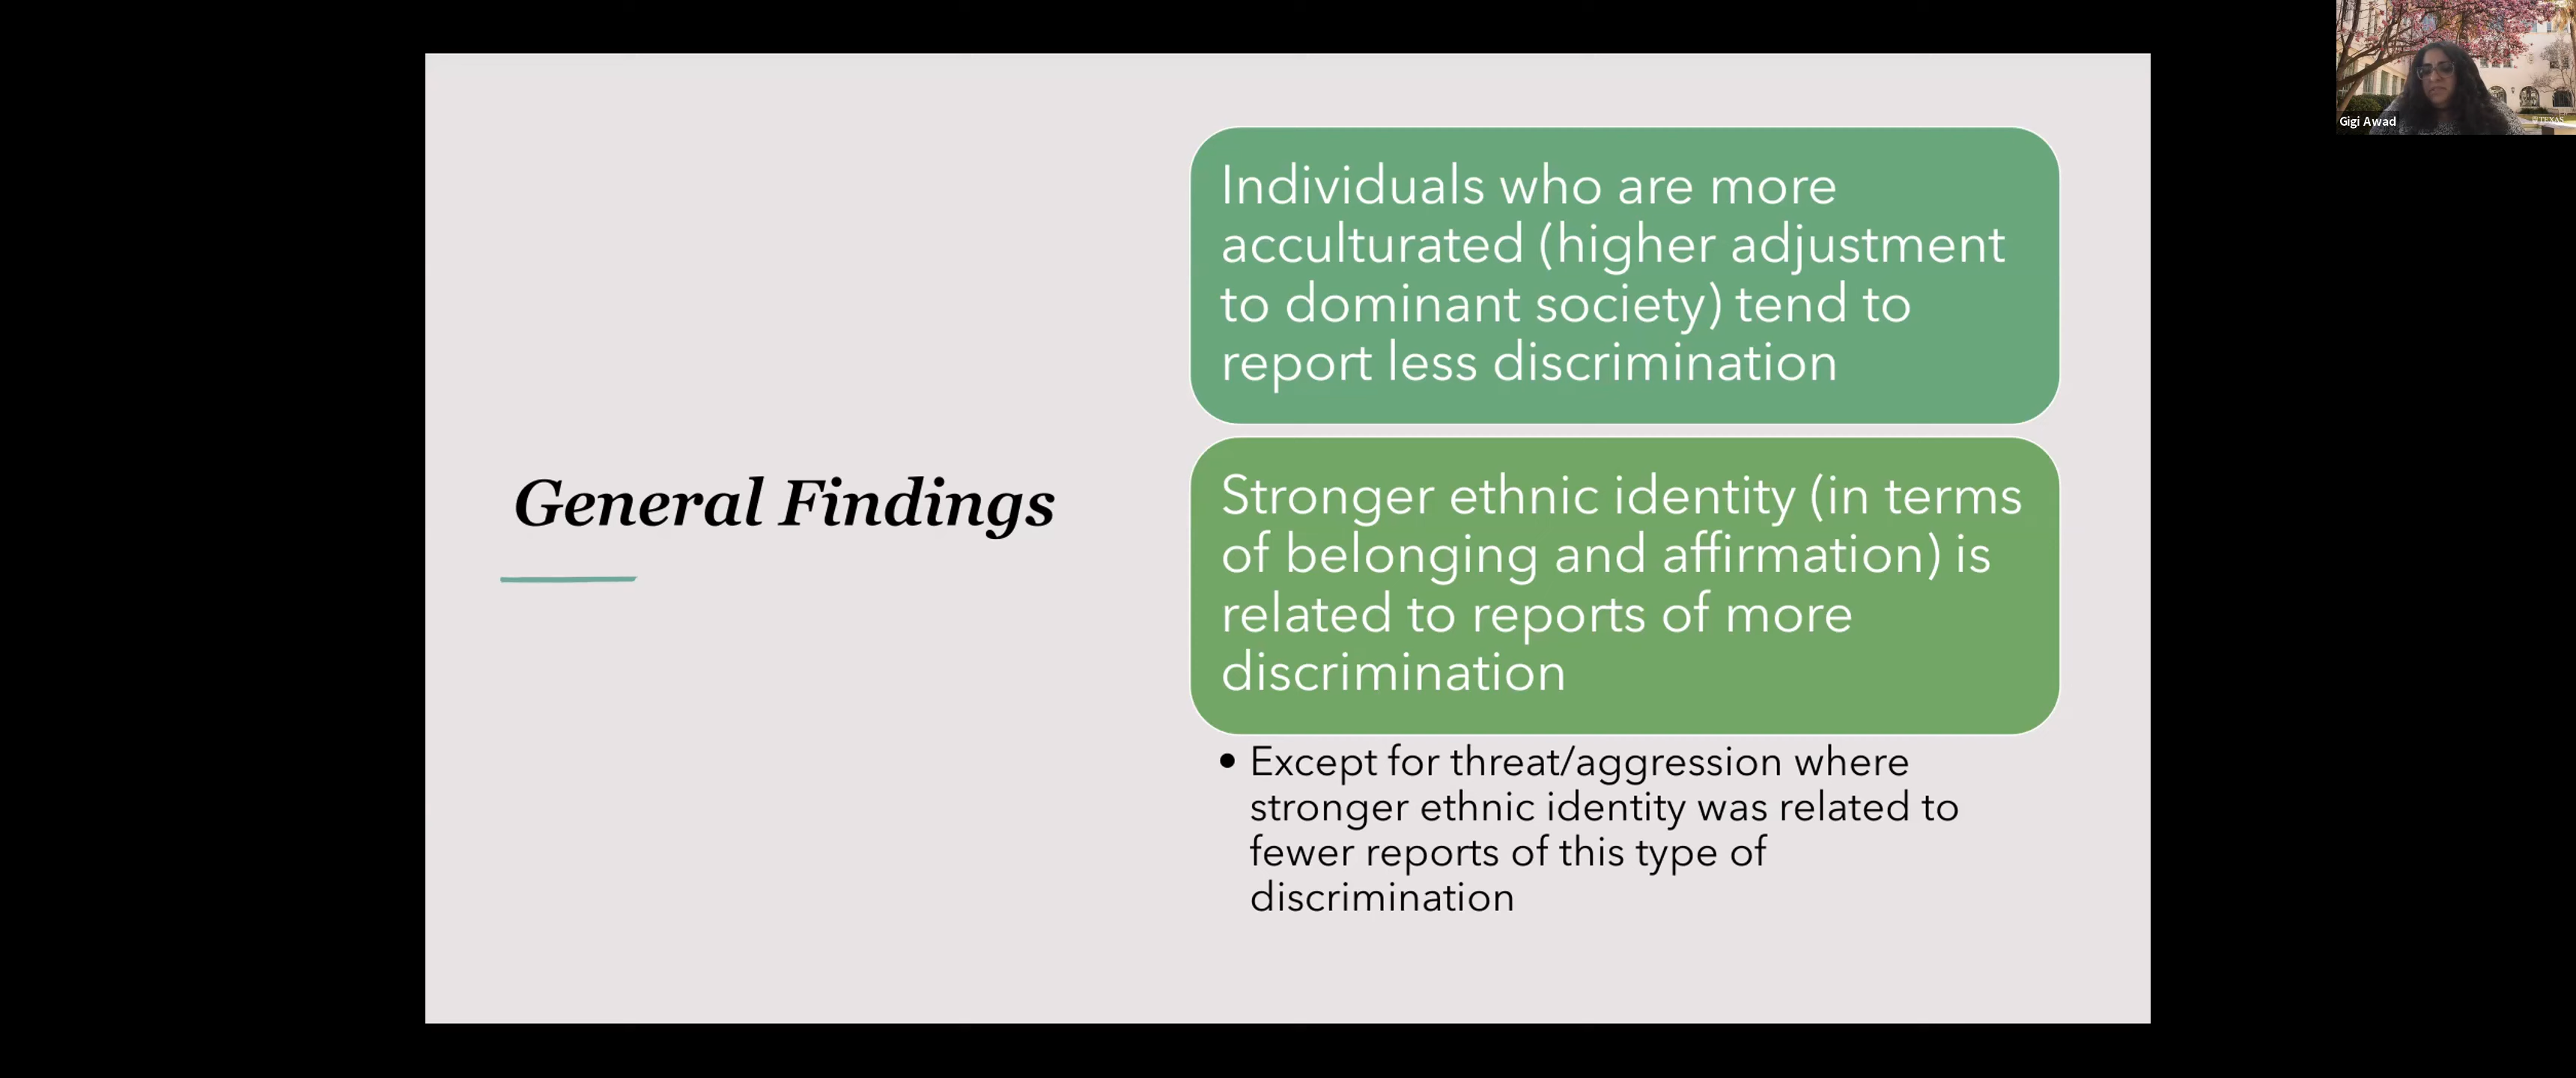 General Findings
Individuals who are more
acculturated (higher adjustment
to dominant society) tend to
report less discrimination
Stronger ethnic identity (in terms
of belonging and affirmation) is
related to reports of more
discrimination
• Except for threat/aggression where
stronger ethnic identity was related to
fewer reports of this type of
discrimination
Gigi Awad
TEXAS